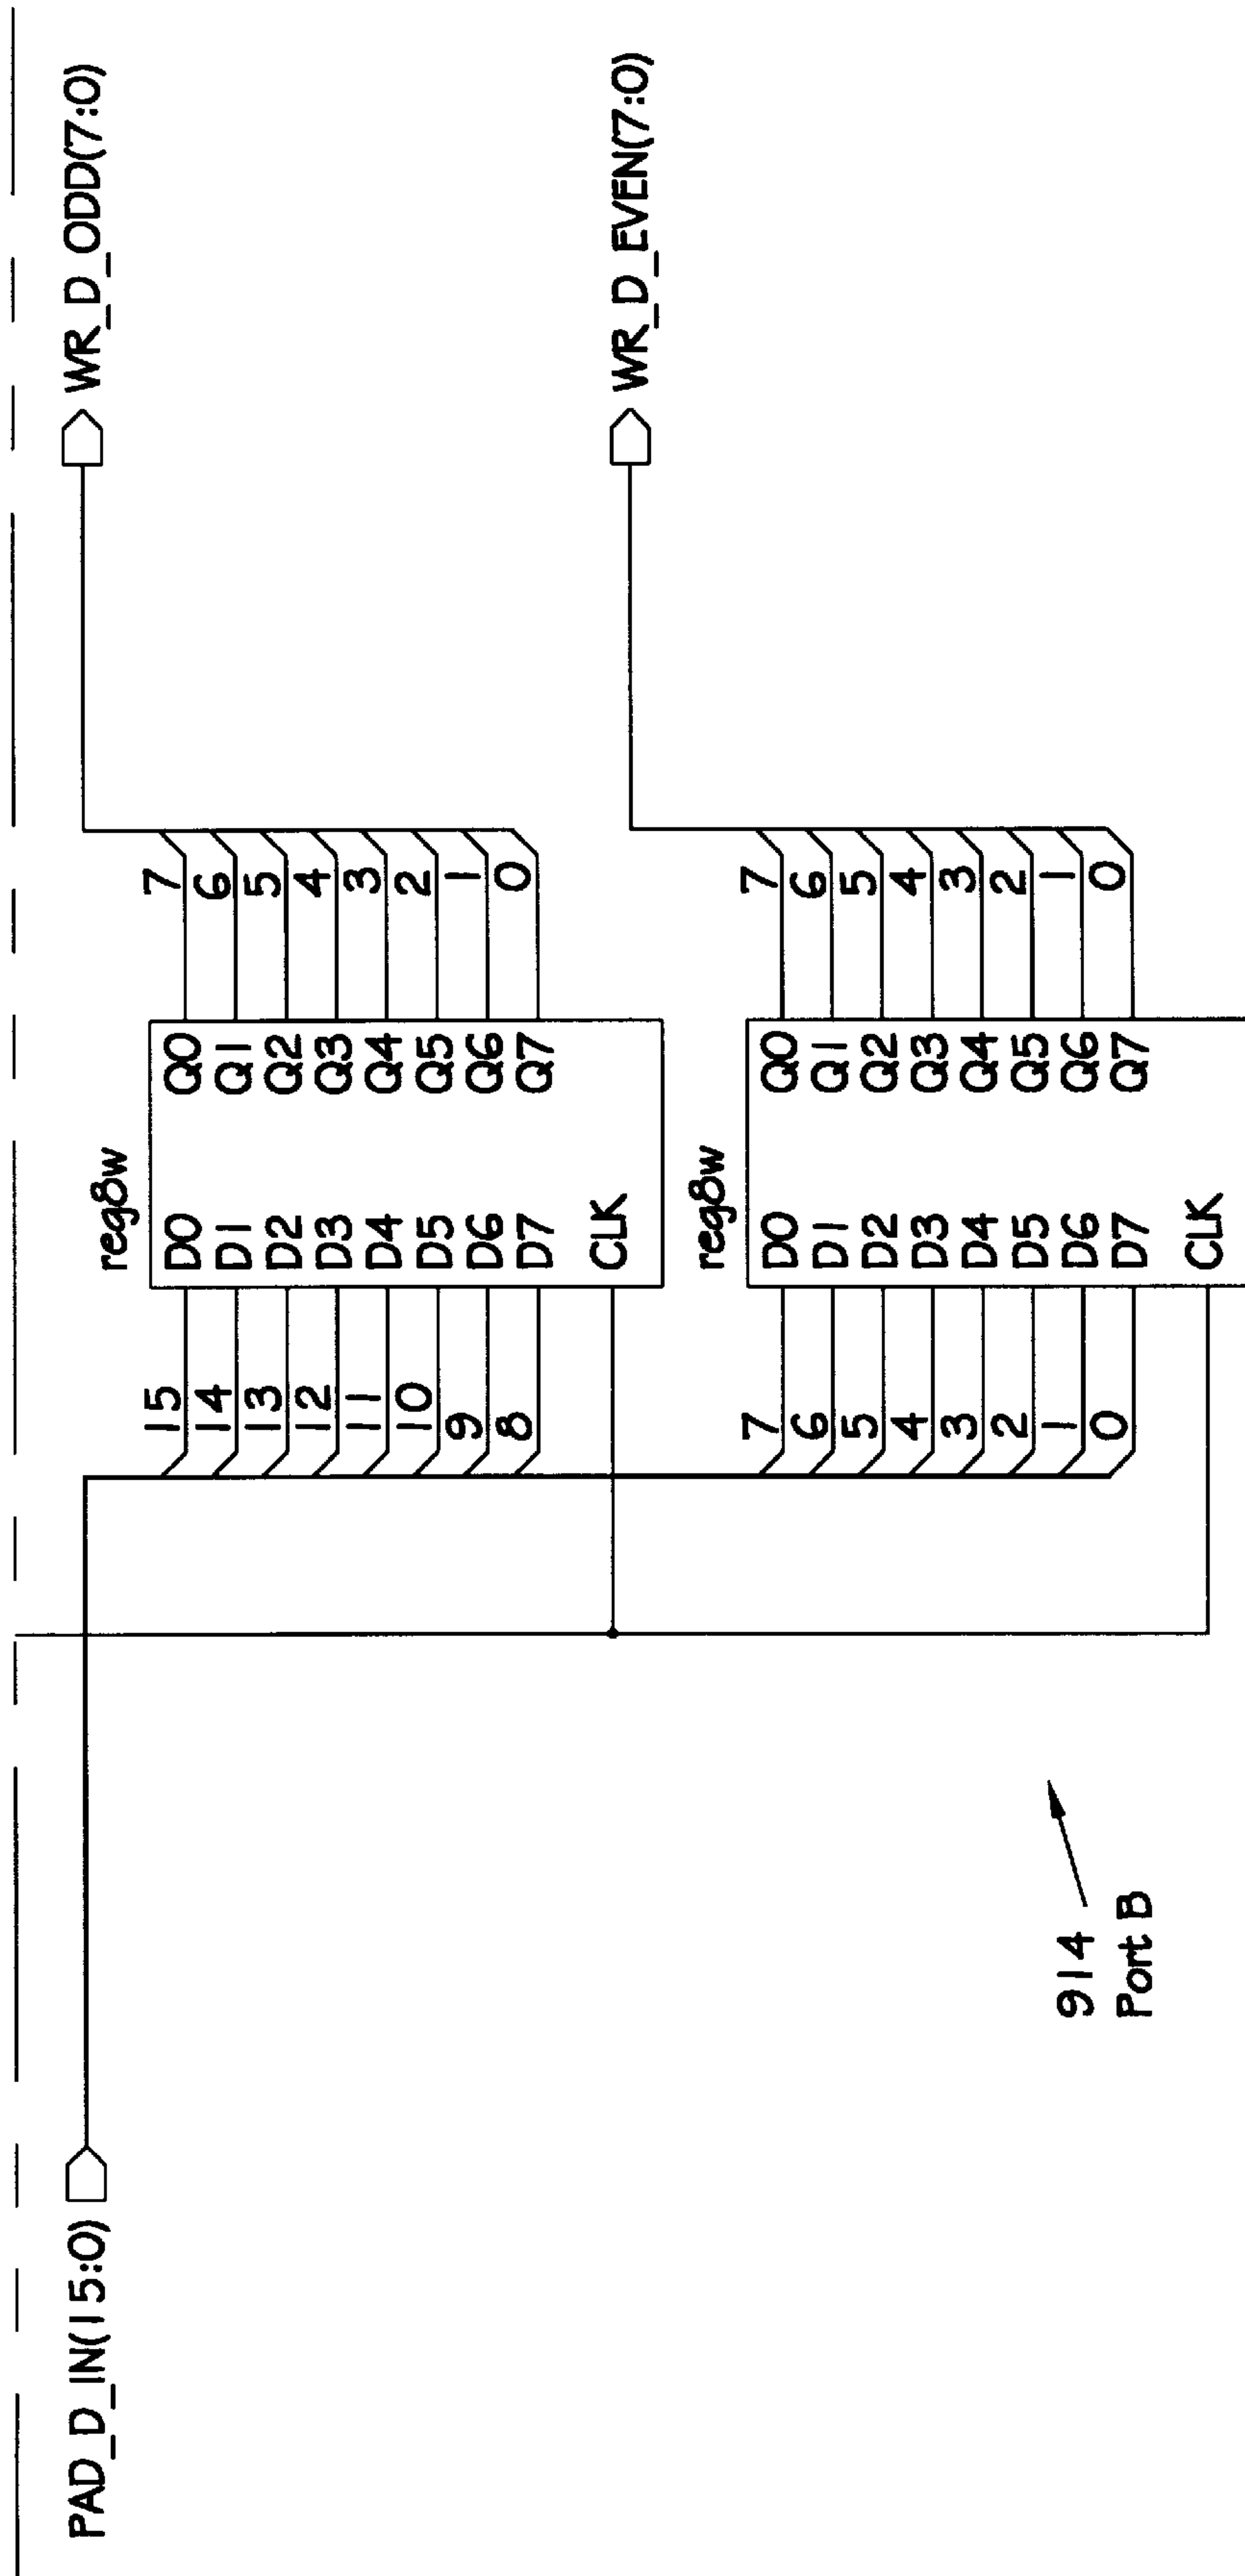 PAD_D_IN(15:0)
WR_D_ODD(7:0)
reg8w
15 D0 Q0 7
14 D1 Q1 6
13 D2 Q2 5
12 D3 Q3 4
11 D4 Q4 3
10 D5 Q5 2
9 D6 Q6 1
8 D7 Q7 0
CLK
WR_D_EVEN(7:0)
reg8w
7 D0 Q0 7
6 D1 Q1 6
5 D2 Q2 5
4 D3 Q3 4
3 D4 Q4 3
2 D5 Q5 2
1 D6 Q6 1
0 D7 Q7 0
CLK
914
Port B